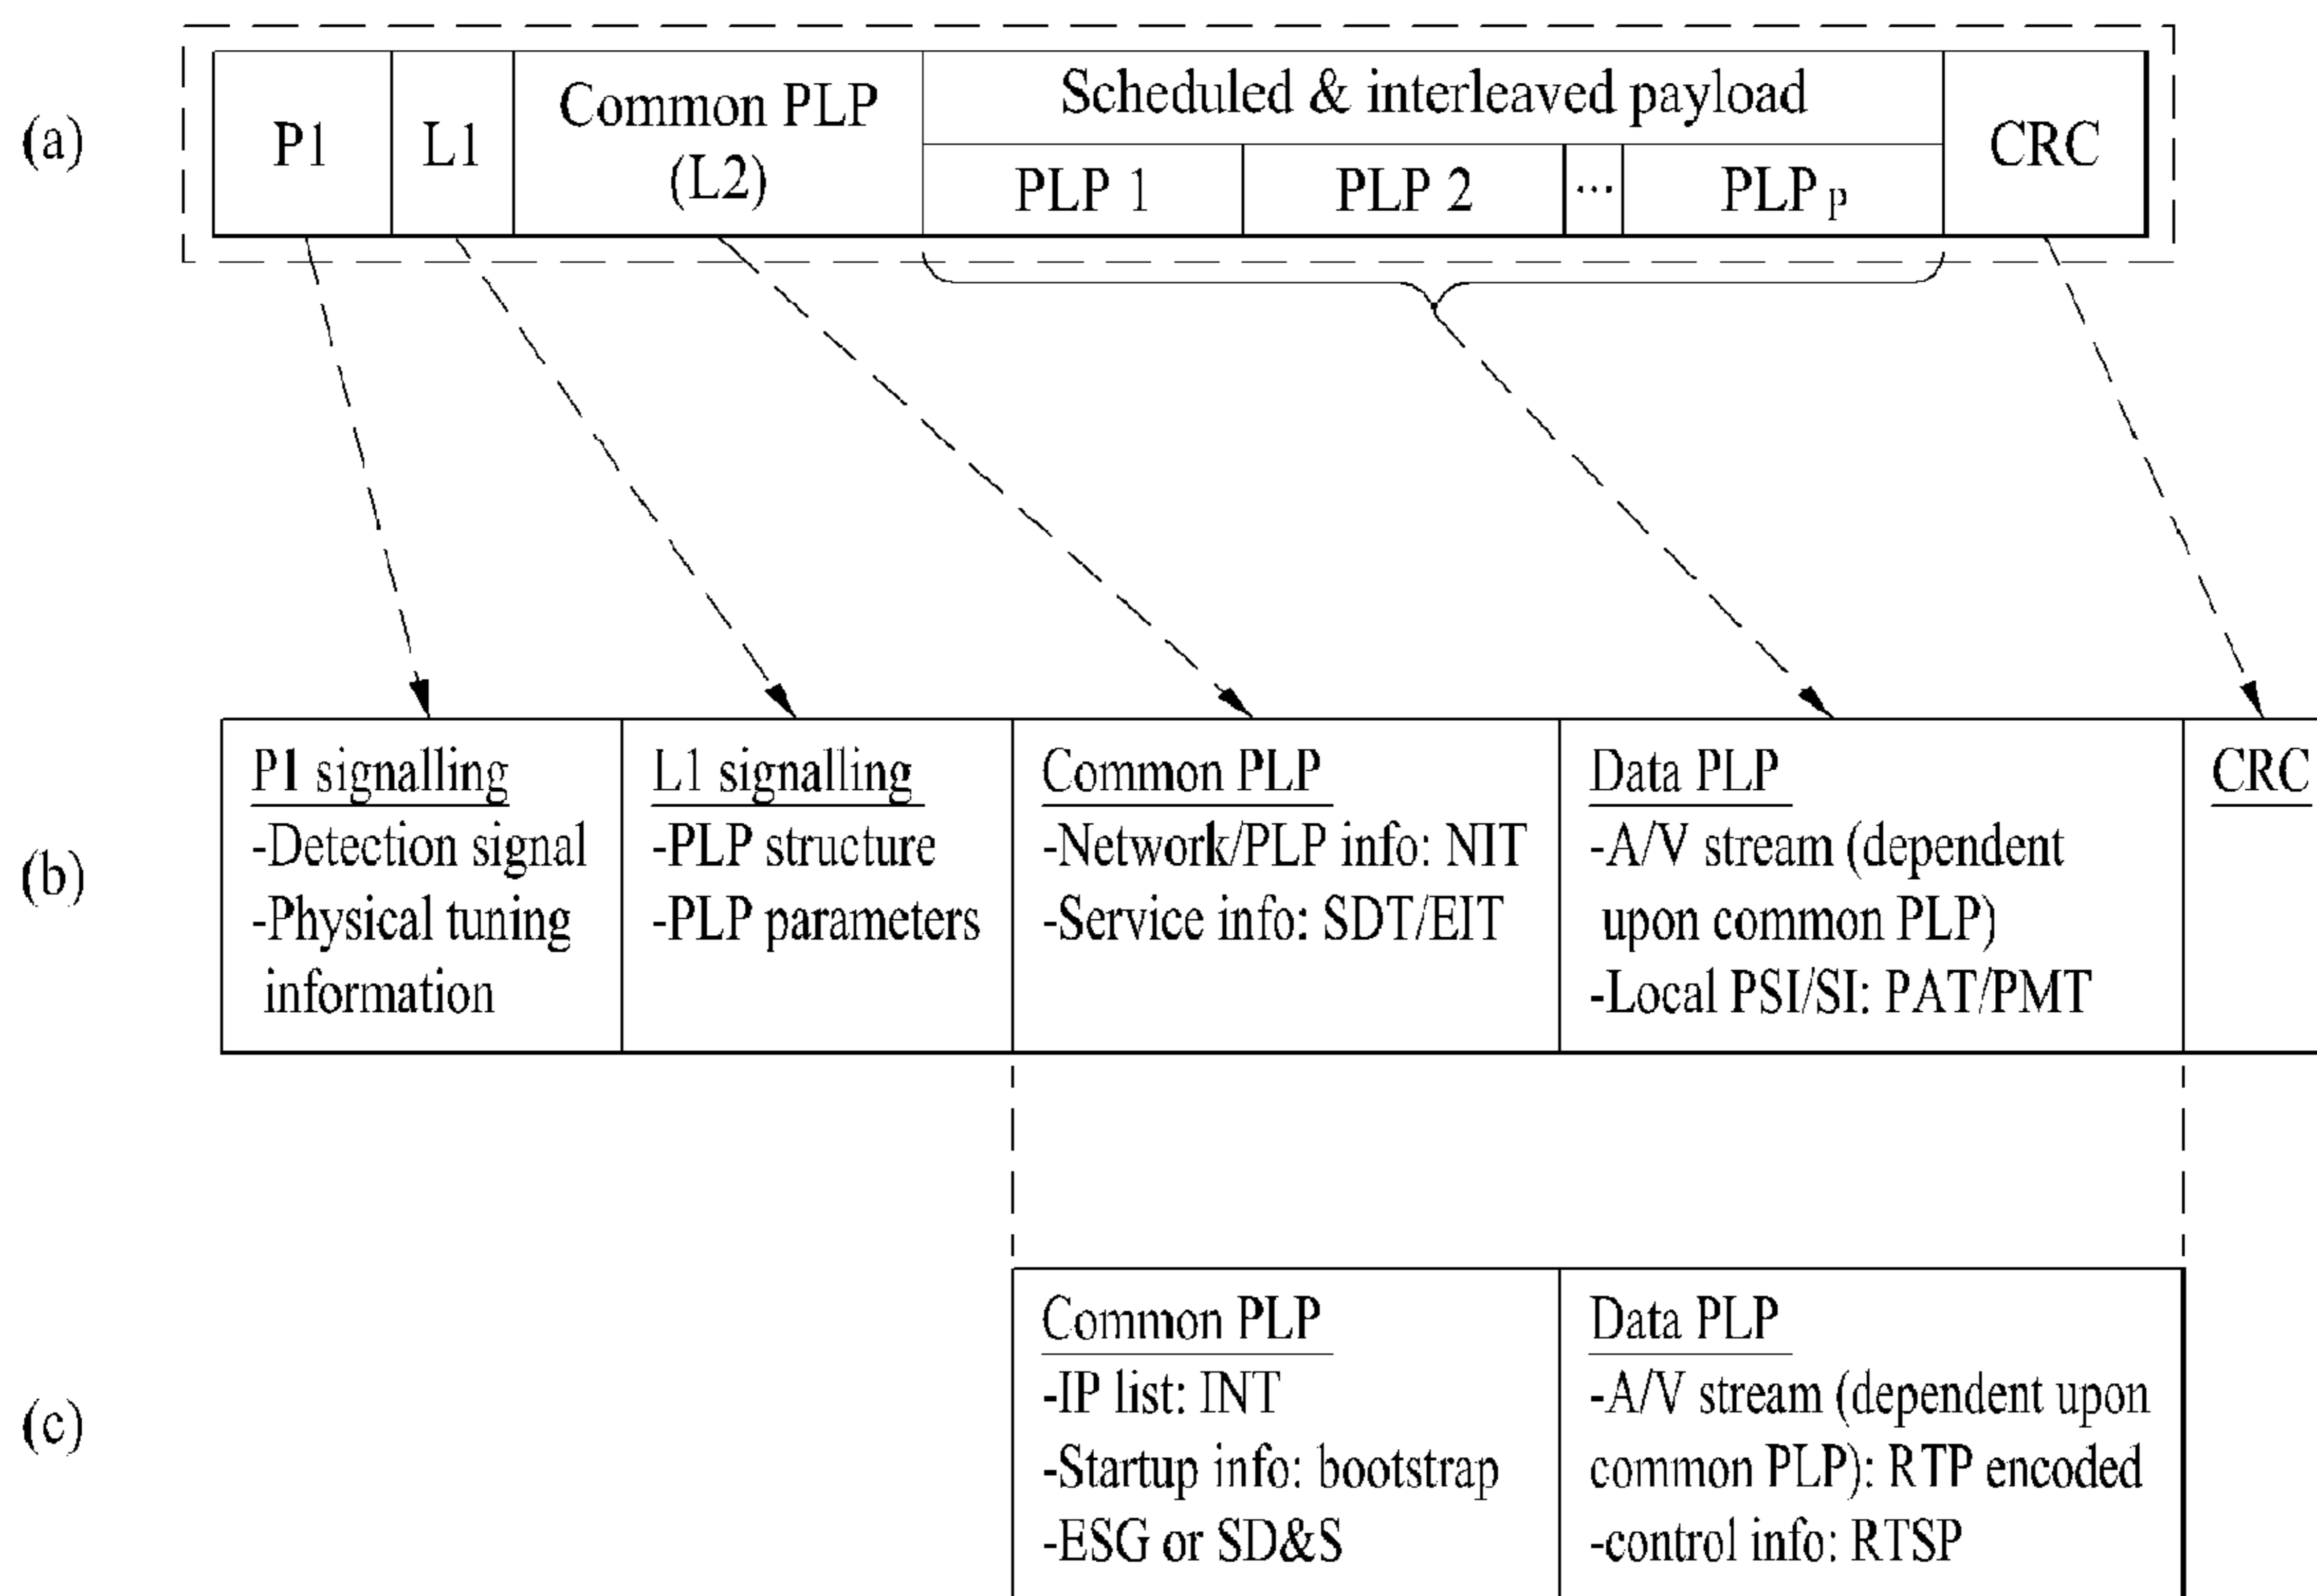 (a)
P1
L1
Common PLP
(L2)
Scheduled & interleaved payload
PLP 1
PLP 2
...
PLP p
CRC
(b)
P1 signalling
-Detection signal
-Physical tuning
information
L1 signalling
-PLP structure
-PLP parameters
Common PLP
-Network/PLP info: NIT
-Service info: SDT/EIT
Data PLP
-A/V stream (dependent
upon common PLP)
-Local PSI/SI: PAT/PMT
CRC
(c)
Common PLP
-IP list: INT
-Startup info: bootstrap
-ESG or SD&S
Data PLP
-A/V stream (dependent upon
common PLP): RTP encoded
-control info: RTSP